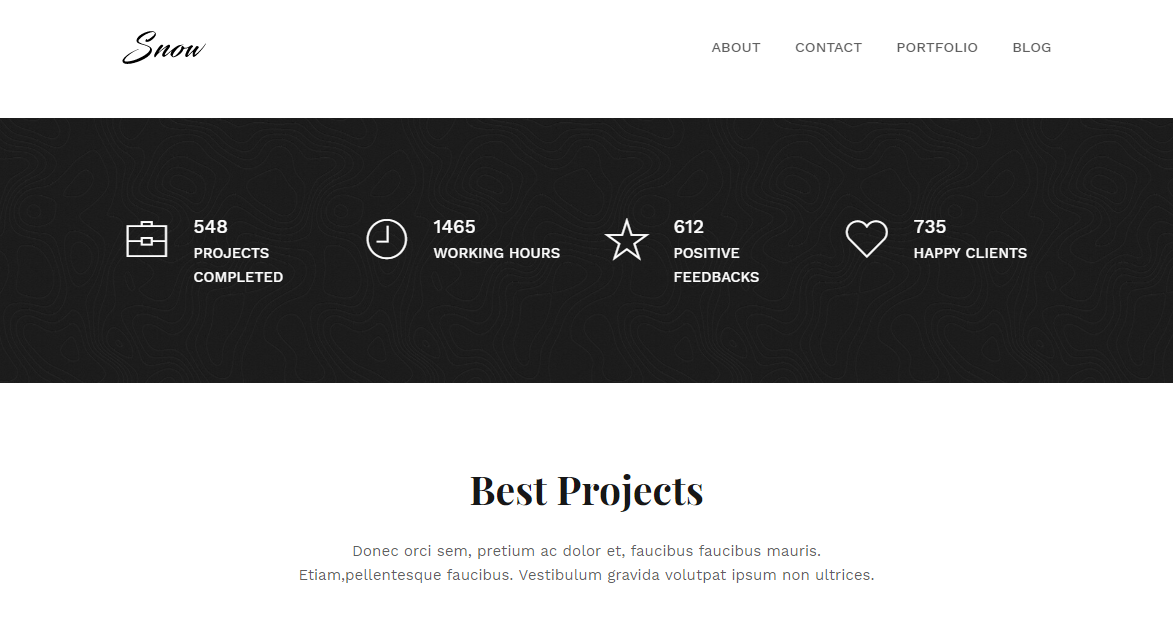 Snow
ABOUT CONTACT PORTFOLIO BLOG
548
PROJECTS
COMPLETED
1465
WORKING HOURS
612
POSITIVE
FEEDBACKS
735
HAPPY CLIENTS
Best Projects
Donec orci sem, pretium ac dolor et, faucibus faucibus mauris.
Etiam,pellentesque faucibus. Vestibulum gravida volutpat ipsum non ultrices.